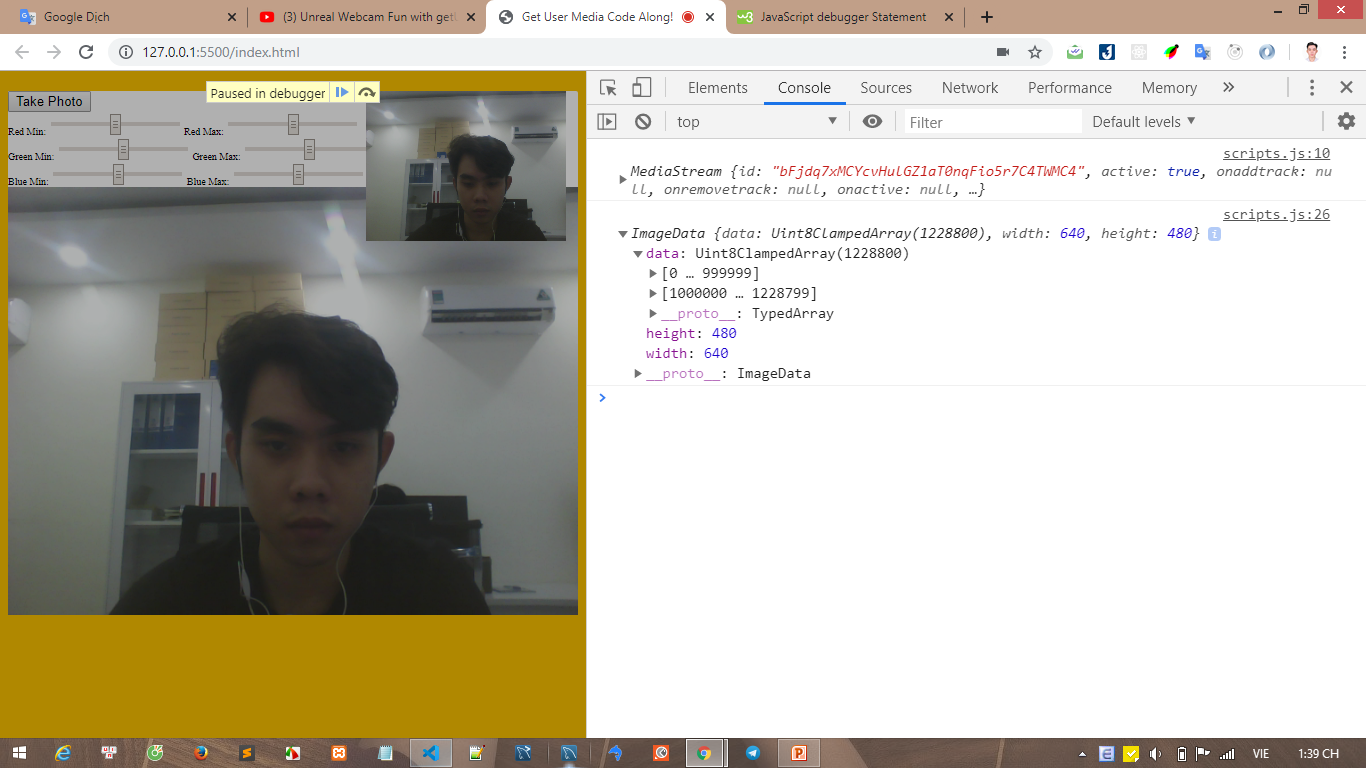 Google Dịch
(3) Unreal Webcam Fun with getU
Get User Media Code Along!
JavaScript debugger Statement
127.0.0.1:5500/index.html
Paused in debugger
Take Photo
Red Min:
Red Max:
Green Min:
Green Max:
Blue Min:
Blue Max:
Elements
Console
Sources
Network
Performance
Memory
top
Filter
Default levels
scripts.js:10
MediaStream {id: "bFjdq7xMCYcvHulGZ1aT0nqFio5r7C4TWMC4", active: true, onaddtrack: nu
ll, onremovetrack: null, onactive: null, …}
scripts.js:26
ImageData {data: Uint8ClampedArray(1228800), width: 640, height: 480}
data: Uint8ClampedArray(1228800)
[0 … 999999]
[1000000 … 1228799]
__proto__: TypedArray
height: 480
width: 640
__proto__: ImageData
VIE
1:39 CH